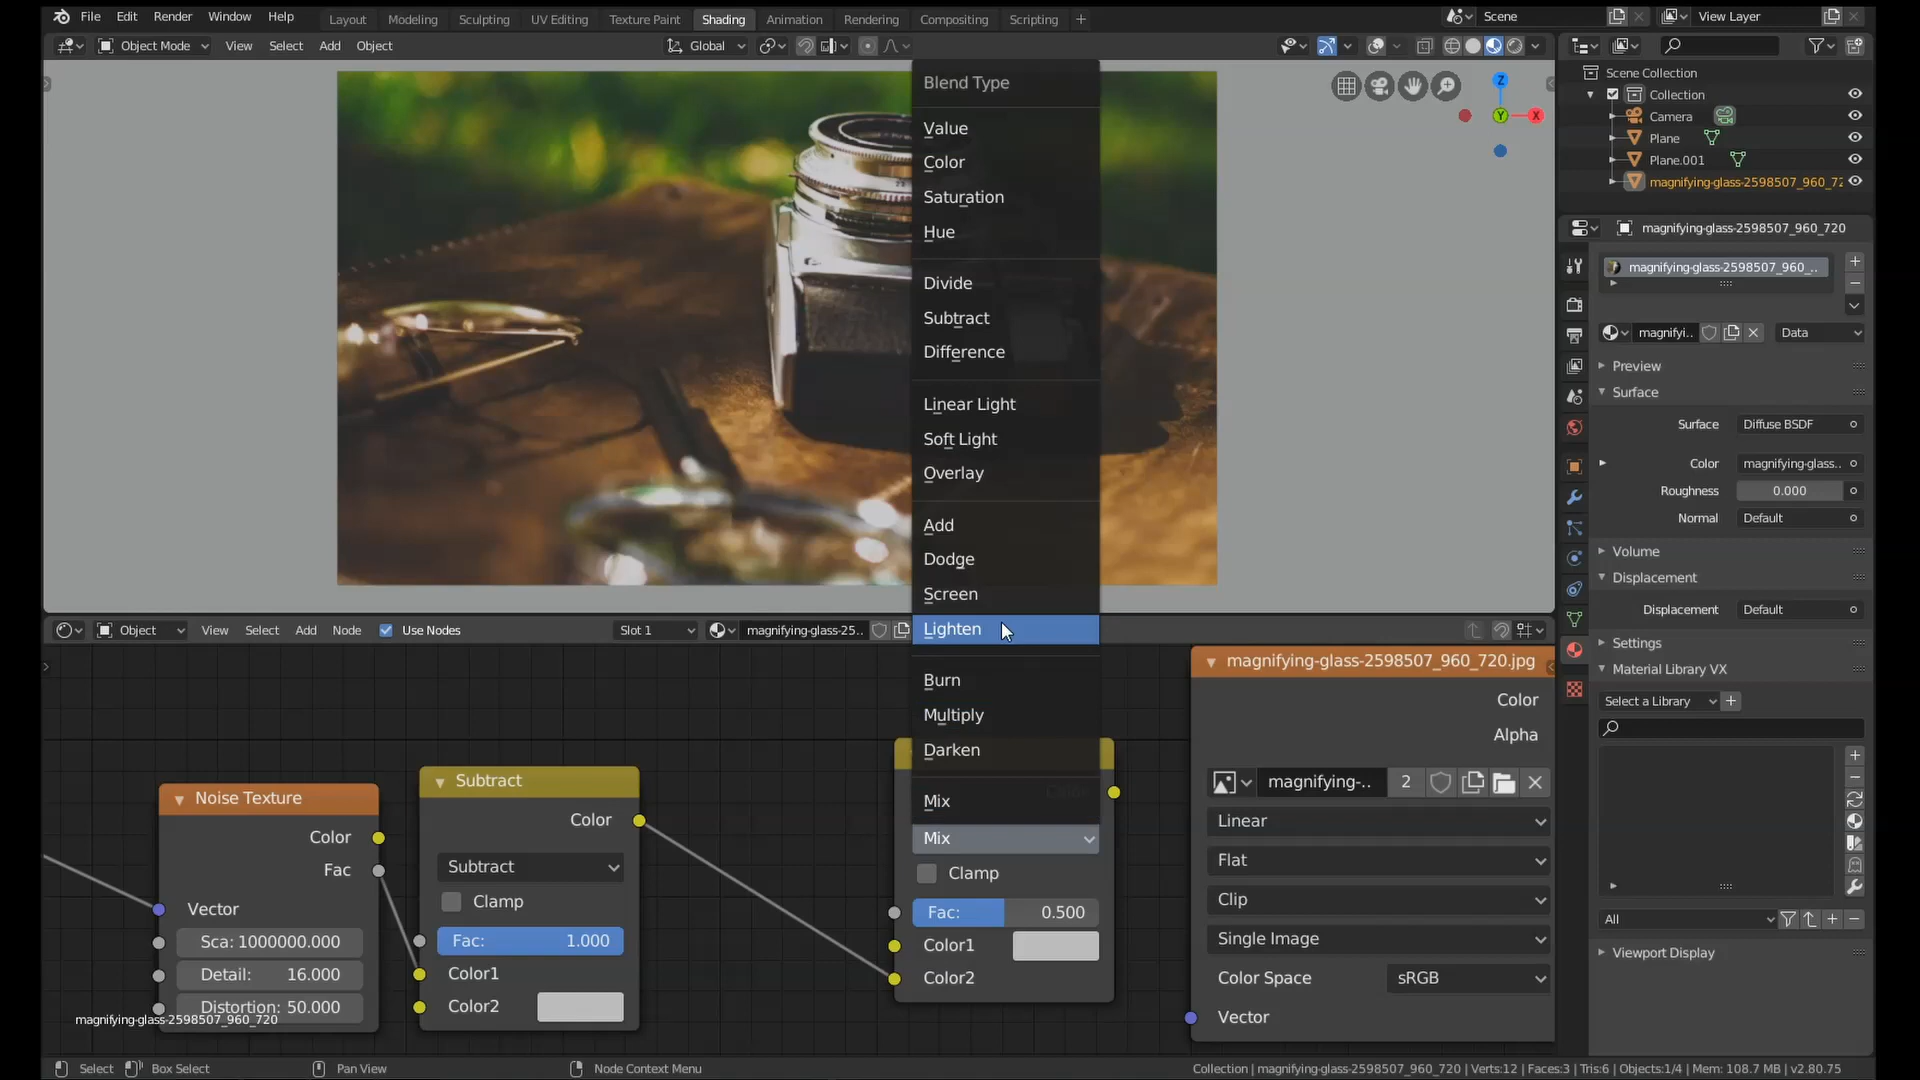 File Edit Render Window Help Layout Modeling Sculpting UV Editing Texture Paint Shading Animation Rendering Compositing Scripting + Scene View Layer
Object Mode View Select Add Object Global
Blend Type
Value
Color
Saturation
Hue
Divide
Subtract
Difference
Linear Light
Soft Light
Overlay
Add
Dodge
Screen
Lighten
Burn
Multiply
Darken
Mix
Mix
Clamp
Fac: 0.500
Color1
Color2
Z
Y
X
Scene Collection
Collection
Camera
Plane
Plane.001
magnifying-glass-2598507_960_72
magnifying-glass-2598507_960_720
magnifying-glass-2598507_960_..
magnifyi.. Data
Preview
Surface
Surface Diffuse BSDF
Color magnifying-glass..
Roughness 0.000
Normal Default
Volume
Displacement
Displacement Default
Settings
Material Library VX
Select a Library
All
Viewport Display
Object View Select Add Node Use Nodes Slot 1 magnifying-glass-25..
Noise Texture
Color
Fac
Vector
Sca: 1000000.000
Detail: 16.000
Distortion: 50.000
magnifying-glass-2598507_960_720
Subtract
Color
Subtract
Clamp
Fac: 1.000
Color1
Color2
magnifying-glass-2598507_960_720.jpg
Color
Alpha
magnifying-.. 2
Linear
Flat
Clip
Single Image
Color Space sRGB
Vector
Select Box Select Pan View Node Context Menu Collection | magnifying-glass-2598507_960_720 | Verts:12 | Faces:3 | Tris:6 | Objects:1/4 | Mem: 108.7 MB | v2.80.75